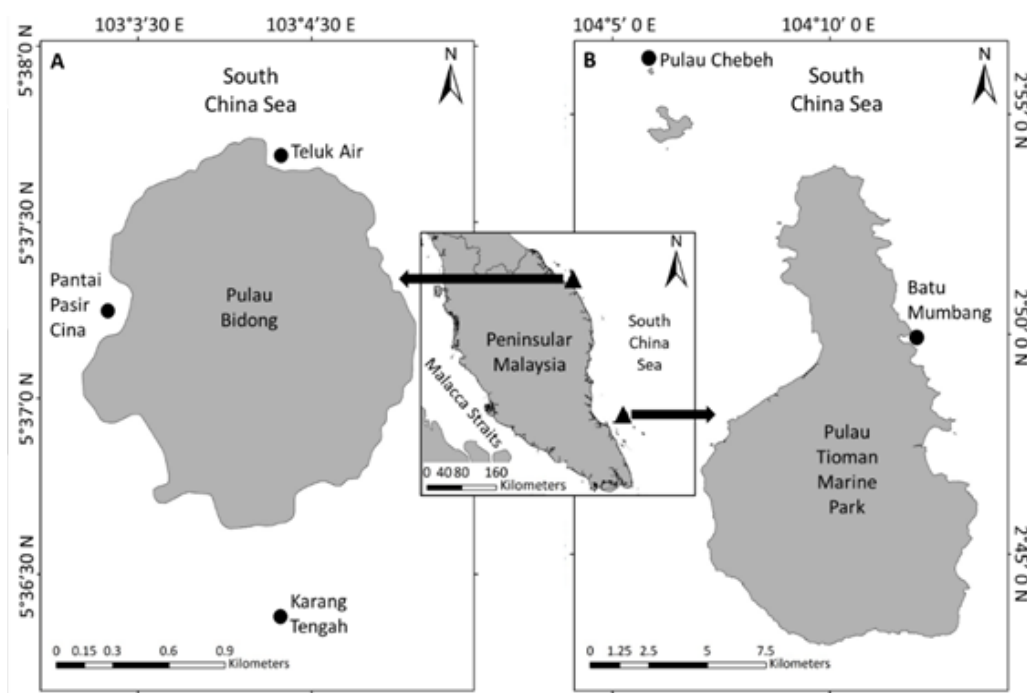 103°3'30 E
103°4'30 E
5°38'0 N
5°37'30 N
5°37'0 N
5°36'30 N
A
N
South
China Sea
Teluk Air
Pantai
Pasir
Cina
Pulau
Bidong
Karang
Tengah
0 0.15 0.3 0.6 0.9
Kilometers
N
Peninsular
Malaysia
South
China
Sea
Malacca Straits
0 40 80 160
Kilometers
104°5' 0 E
104°10' 0 E
B
Pulau Chebeh
South
China Sea
N
2°55' 0 N
2°50' 0 N
2°45' 0 N
Batu
Mumbang
Pulau
Tioman
Marine
Park
0 1.25 2.5 5 7.5
Kilometers